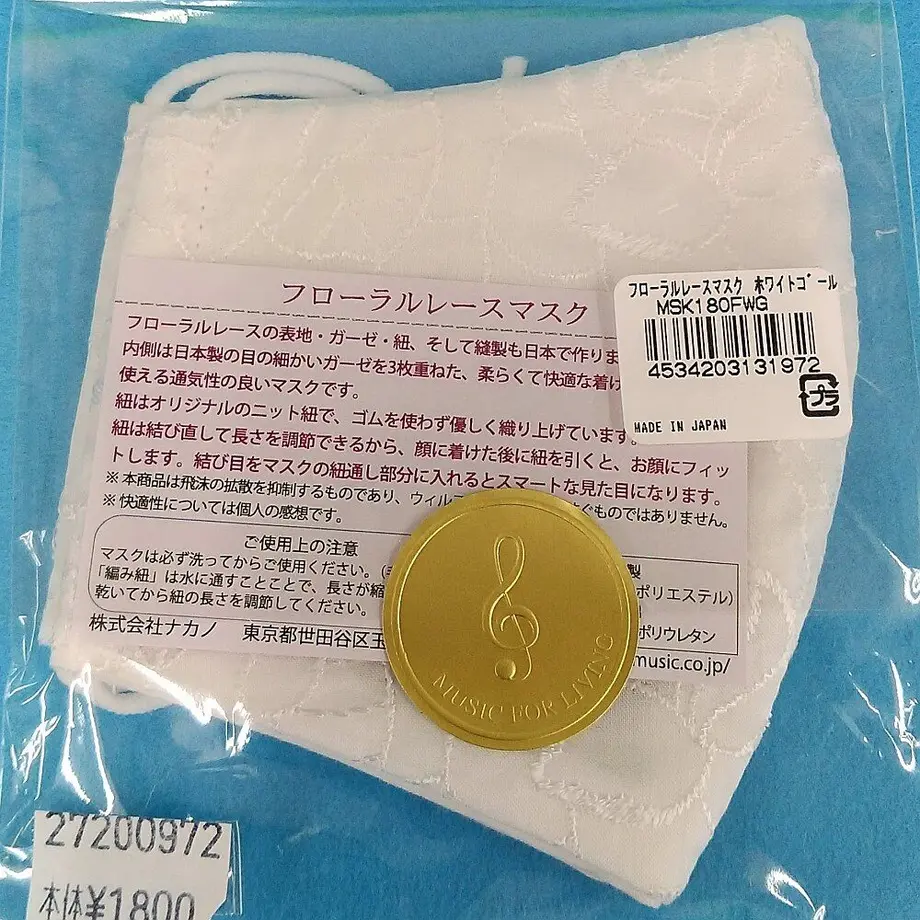 フローラルレースマスク
フローラルレースの表地・ガーゼ・紐、そして縫製も日本で作りま
内側は日本製の目の細かいガーゼを3枚重ねた、柔らくて快適な着け
使える通気性の良いマスクです。
紐はオリジナルのニット紐で、ゴムを使わず優しく織り上げています。
紐は結び直して長さを調節できるから、顔に着けた後に紐を引くと、お顔にフィッ
トします。結び目をマスクの紐通し部分に入れるとスマートな見た目になります。
※本商品は飛沫の拡散を抑制するものであり、ウィル ぐものではありません。
※快適性については個人の感想です。
ご使用上の注意
マスクは必ず洗ってからご使用ください。
「編み紐」は水に通すことことで、長さが縮
乾いてから紐の長さを調節してください。
製
ポリエステル)
ポリウレタン
株式会社ナカノ 東京都世田谷区玉 music.co.jp/
フローラルレースマスク ホワイトゴール
MSK180FWG
4534203131972
プラ
MADE IN JAPAN
MUSIC FOR LIVING
27200972
本体¥1800